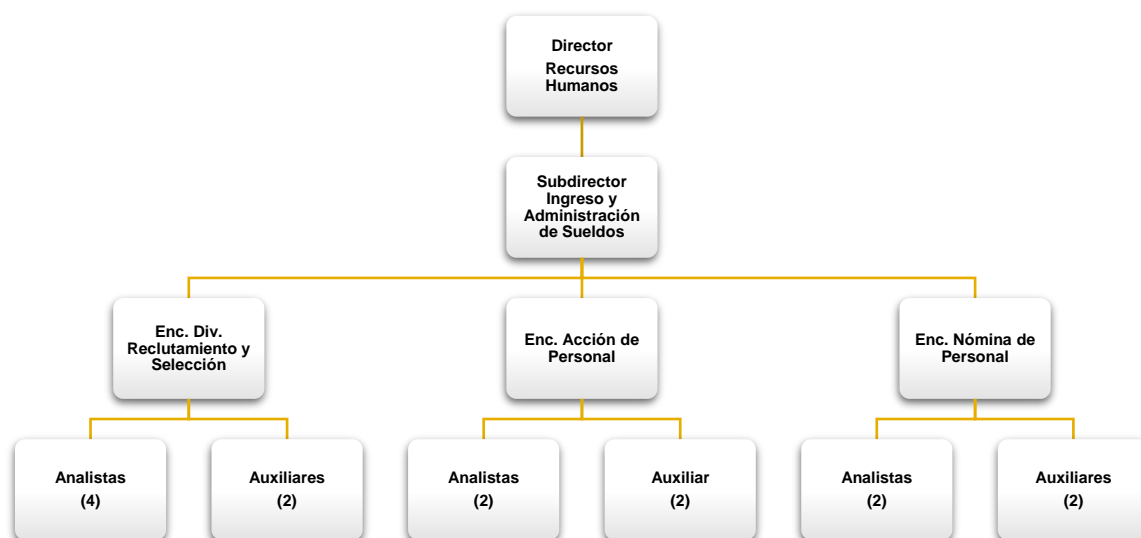 Director
Recursos
Humanos
Subdirector
Ingreso y
Administración
de Sueldos
Enc. Div.
Reclutamiento y
Selección
Enc. Acción de
Personal
Enc. Nómina de
Personal
Analistas
(4)
Auxiliares
(2)
Analistas
(2)
Auxiliar
(2)
Analistas
(2)
Auxiliares
(2)